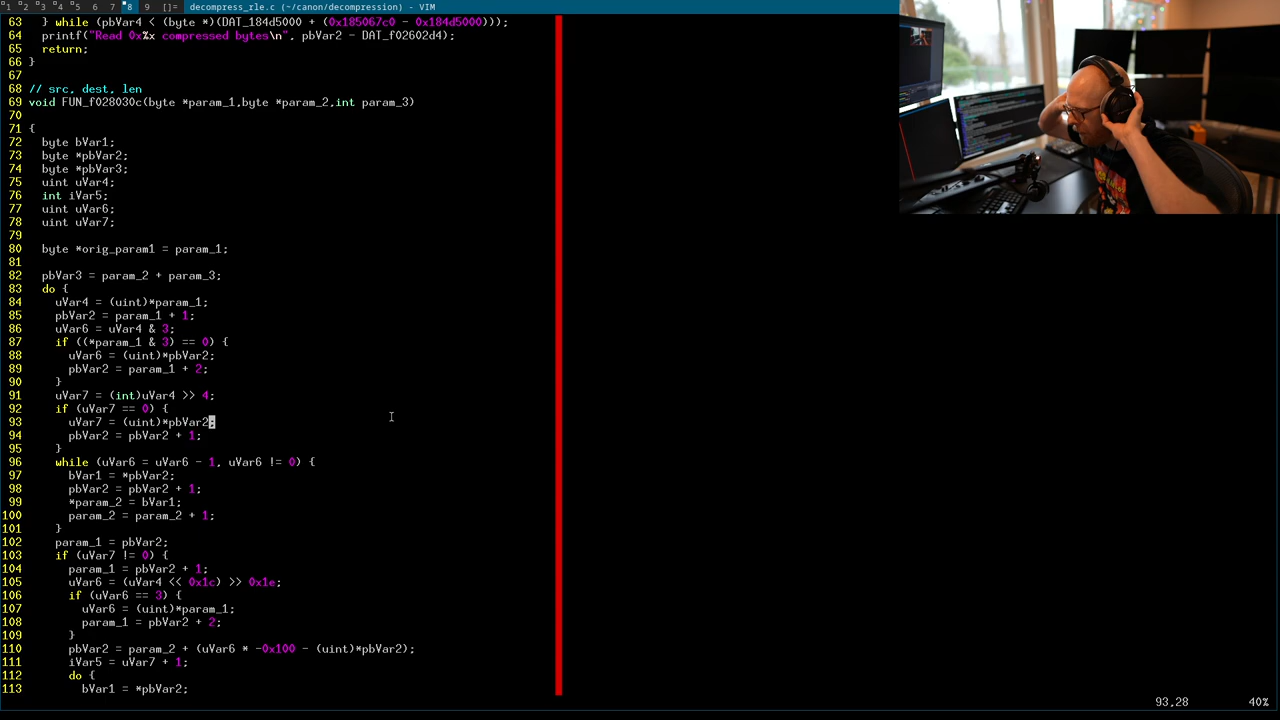 1 2 3 4 5 6 7 8 9 []= decompress_rle.c (~/canon/decompression) - VIM
63 } while (pbVar4 < (byte *)(DAT_184d5000 + (0x185067c0 - 0x184d5000)));
64 printf("Read 0x%x compressed bytes\n", pbVar2 - DAT_f02602d4);
65 return;
66 }
67
68 // src, dest, len
69 void FUN_f028030c(byte *param_1,byte *param_2,int param_3)
70
71 {
72 byte bVar1;
73 byte *pbVar2;
74 byte *pbVar3;
75 uint uVar4;
76 int iVar5;
77 uint uVar6;
78 uint uVar7;
79
80 byte *orig_param1 = param_1;
81
82 pbVar3 = param_2 + param_3;
83 do {
84 uVar4 = (uint)*param_1;
85 pbVar2 = param_1 + 1;
86 uVar6 = uVar4 & 3;
87 if ((*param_1 & 3) == 0) {
88 uVar6 = (uint)*pbVar2;
89 pbVar2 = param_1 + 2;
90 }
91 uVar7 = (int)uVar4 >> 4;
92 if (uVar7 == 0) {
93 uVar7 = (uint)*pbVar2;
94 pbVar2 = pbVar2 + 1;
95 }
96 while (uVar6 = uVar6 - 1, uVar6 != 0) {
97 bVar1 = *pbVar2;
98 pbVar2 = pbVar2 + 1;
99 *param_2 = bVar1;
100 param_2 = param_2 + 1;
101 }
102 param_1 = pbVar2;
103 if (uVar7 != 0) {
104 param_1 = pbVar2 + 1;
105 uVar6 = (uVar4 << 0x1c) >> 0x1e;
106 if (uVar6 == 3) {
107 uVar6 = (uint)*param_1;
108 param_1 = pbVar2 + 2;
109 }
110 pbVar2 = param_2 + (uVar6 * -0x100 - (uint)*pbVar2);
111 iVar5 = uVar7 + 1;
112 do {
113 bVar1 = *pbVar2;
93,28 40%